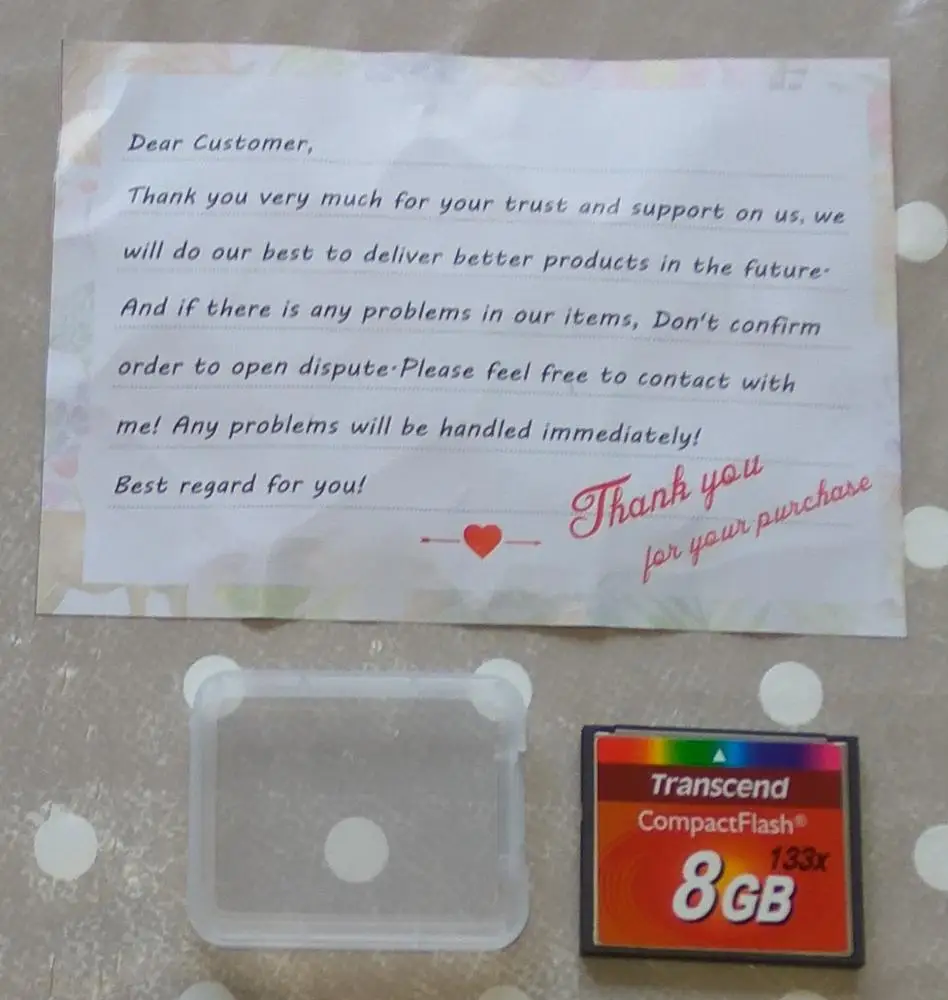 Dear Customer,
Thank you very much for your trust and support on us, we
will do our best to deliver better products in the future·
And if there is any problems in our items, Don't confirm
order to open dispute·Please feel free to contact with
me! Any problems will be handled immediately!
Best regard for you!
Thank you
for your purchase
Transcend
CompactFlash®
133x
8GB